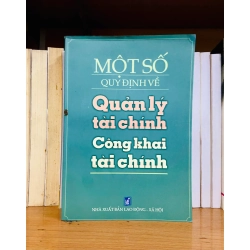 MỘT SỐ
QUY ĐỊNH VỀ
Quản lý
tài chính
Công khai
tài chính
NHÀ XUẤT BẢN LAO ĐỘNG - XÃ HỘI